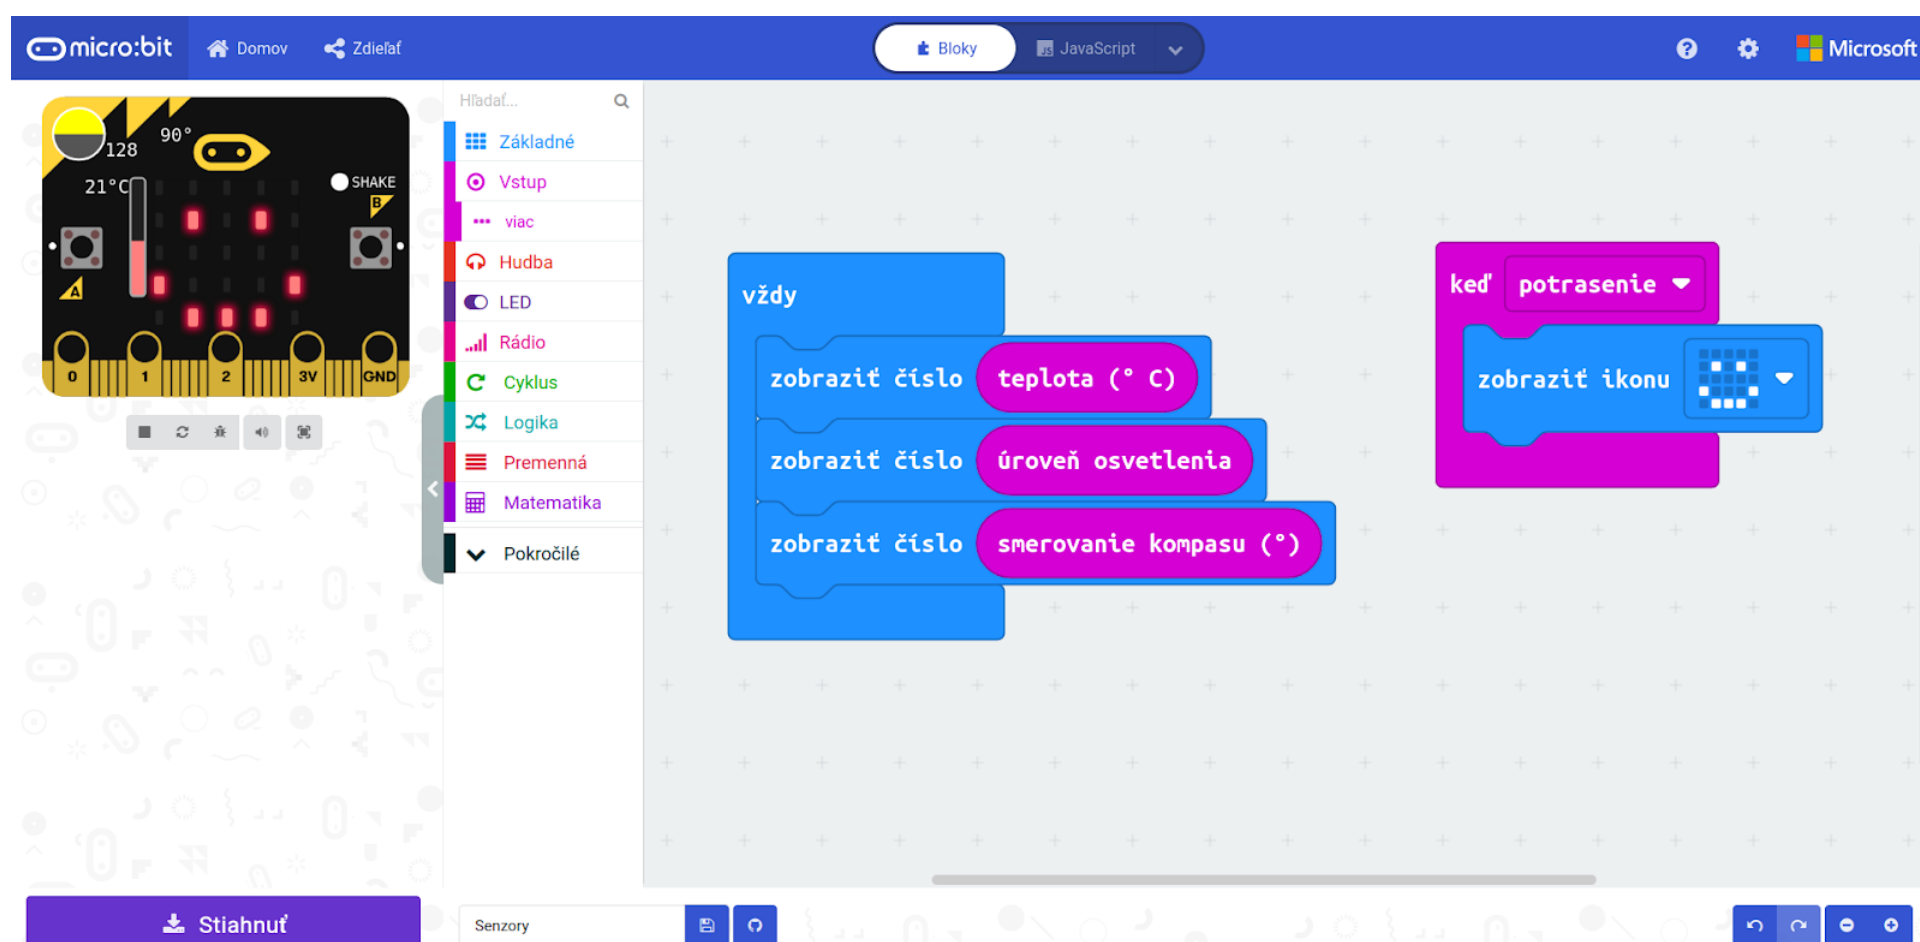 micro:bit
Domov
Zdieľať
Bloky
JavaScript
Microsoft
128
90°
21°C
SHAKE
B
A
0 1 2 3V GND
Hľadať...
Základné
Vstup
viac
Hudba
LED
Rádio
Cyklus
Logika
Premenná
Matematika
Pokročilé
vždy
zobraziť číslo teplota (° C)
zobraziť číslo úroveň osvetlenia
zobraziť číslo smerovanie kompasu (°)
keď potrasenie
zobraziť ikonu
Stiahnuť
Senzory